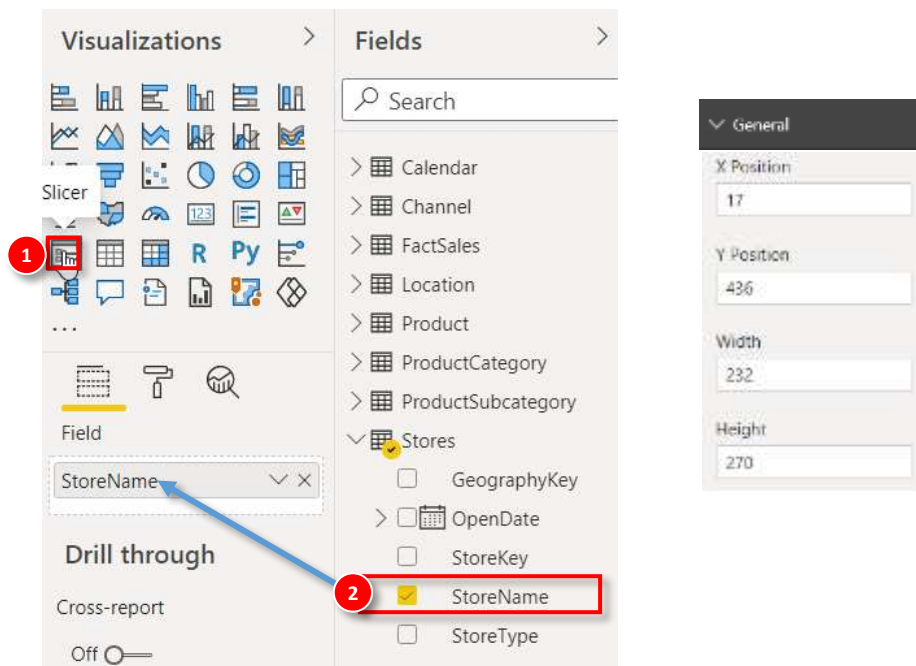 Visualizations
Slicer
1
123
R
Py
...
Field
StoreName
Drill through
Cross-report
Off
Fields
Search
Calendar
Channel
FactSales
Location
Product
ProductCategory
ProductSubcategory
Stores
GeographyKey
OpenDate
StoreKey
2
StoreName
StoreType
General
X Position
17
Y Position
436
Width
232
Height
270